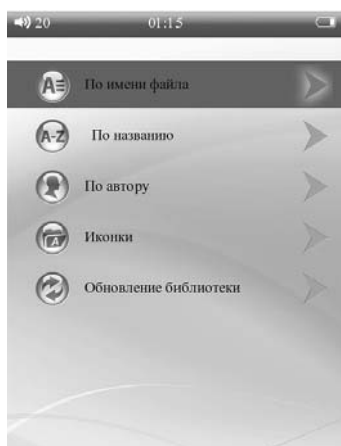 20 01:15
A
По имени файла
A-Z По названию
По автору
A Иконки
Обновление библиотеки